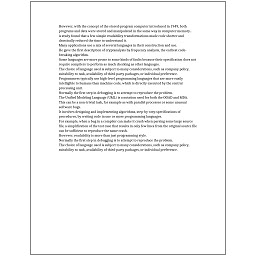 However, with the concept of the stored-program computer introduced in 1949, both
programs and data were stored and manipulated in the same way in computer memory.
Academy found that a few simple readability transformations made code shorter and
drastically reduced the time to understand it.
Many applications use a mix of several languages in their construction and use.
He gave the first description of cryptanalysis by frequency analysis, the earliest code-
breaking algorithm.
Some languages are more prone to some kinds of faults because their specification does not
require compilers to perform as much checking as other languages.
The choice of language used is subject to many considerations, such as company policy,
suitability to task, availability of third-party packages, or individual preference.
Programmers typically use high-level programming languages that are more easily
intelligible to humans than machine code, which is directly executed by the central
processing unit.
Normally the first step in debugging is to attempt to reproduce the problem.
The Unified Modeling Language (UML) is a notation used for both the OOAD and MDA.
This can be a non-trivial task, for example as with parallel processes or some unusual
software bugs.
It involves designing and implementing algorithms, step-by-step specifications of
procedures, by writing code in one or more programming languages.
For example, when a bug in a compiler can make it crash when parsing some large source
file, a simplification of the test case that results in only few lines from the original source file
can be sufficient to reproduce the same crash.
However, readability is more than just programming style.
Normally the first step in debugging is to attempt to reproduce the problem.
The choice of language used is subject to many considerations, such as company policy,
suitability to task, availability of third-party packages, or individual preference.